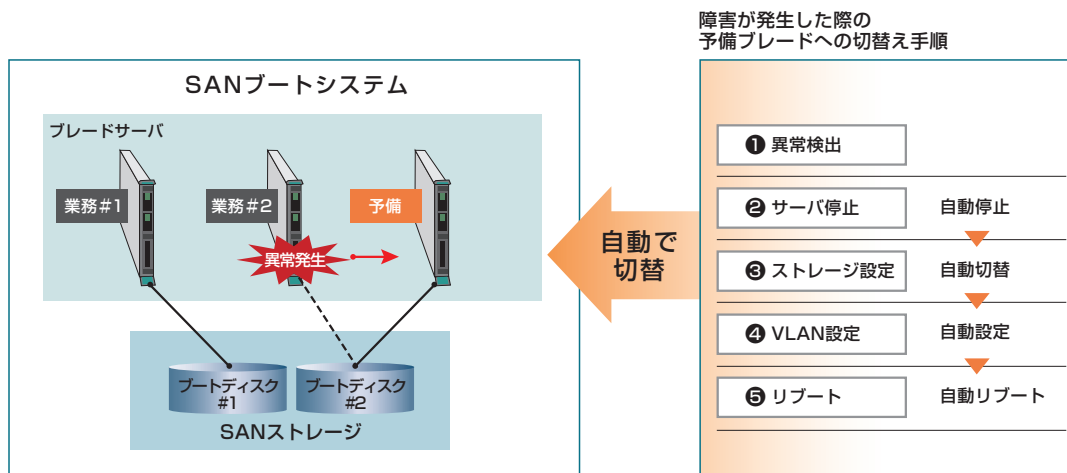 障害が発生した際の
予備ブレードへの切替え手順
SANブートシステム
ブレードサーバ
業務#1
業務#2
予備
異常発生
ブートディスク
#1
ブートディスク
#2
SANストレージ
自動で
切替
❶ 異常検出
❷ サーバ停止
自動停止
❸ ストレージ設定
自動切替
❹ VLAN設定
自動設定
❺ リブート
自動リブート